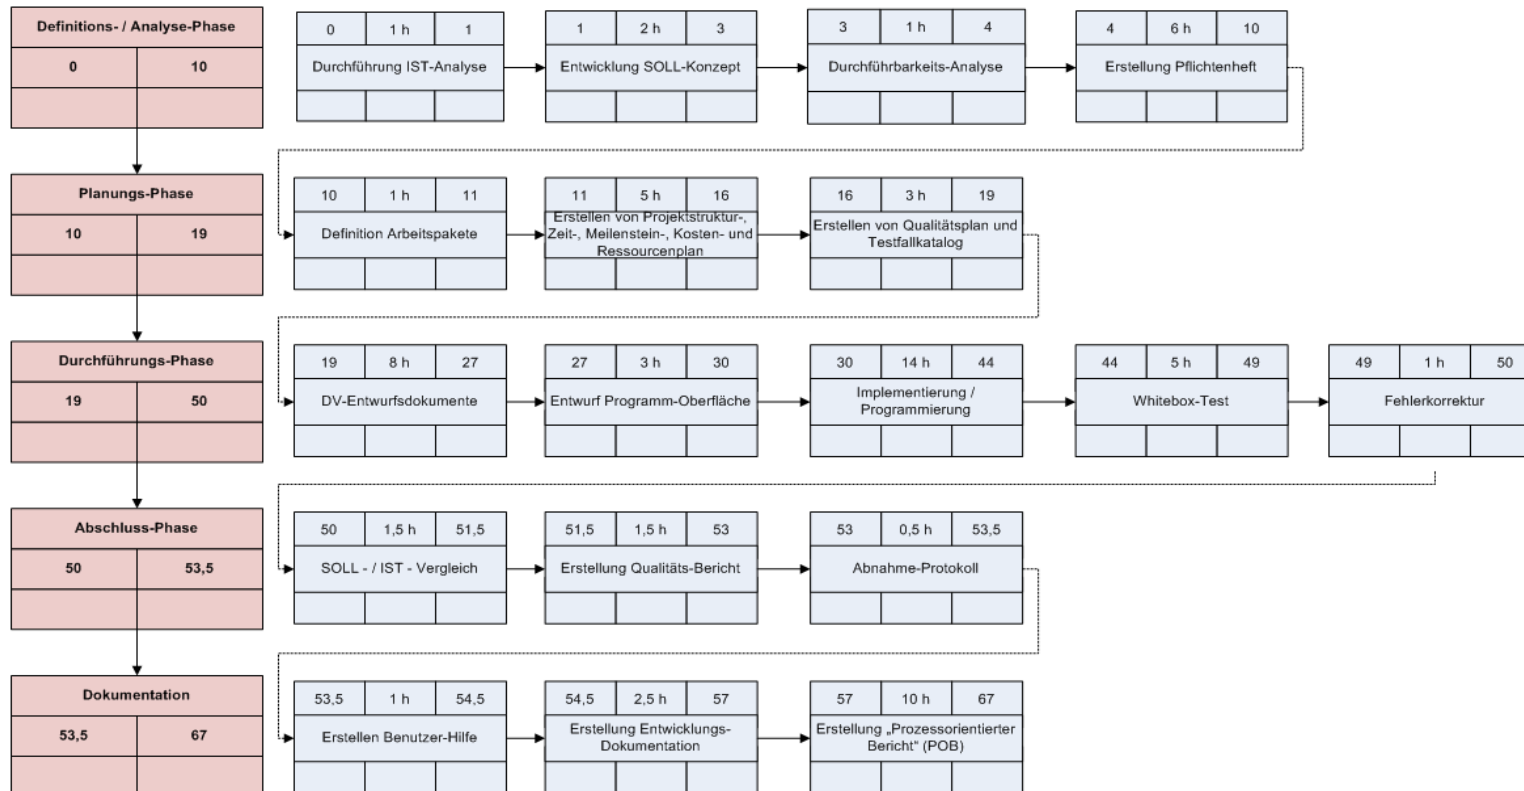 Definitions- / Analyse-Phase
0 10
0 1 h 1
Durchführung IST-Analyse
1 2 h 3
Entwicklung SOLL-Konzept
3 1 h 4
Durchführbarkeits-Analyse
4 6 h 10
Erstellung Pflichtenheft
Planungs-Phase
10 19
10 1 h 11
Definition Arbeitspakete
11 5 h 16
Erstellen von Projektstruktur-,
Zeit-, Meilenstein-, Kosten- und
Ressourcenplan
16 3 h 19
Erstellen von Qualitätsplan und
Testfallkatalog
Durchführungs-Phase
19 50
19 8 h 27
DV-Entwurfsdokumente
27 3 h 30
Entwurf Programm-Oberfläche
30 14 h 44
Implementierung /
Programmierung
44 5 h 49
Whitebox-Test
49 1 h 50
Fehlerkorrektur
Abschluss-Phase
50 53,5
50 1,5 h 51,5
SOLL - / IST - Vergleich
51,5 1,5 h 53
Erstellung Qualitäts-Bericht
53 0,5 h 53,5
Abnahme-Protokoll
Dokumentation
53,5 67
53,5 1 h 54,5
Erstellen Benutzer-Hilfe
54,5 2,5 h 57
Erstellung Entwicklungs-
Dokumentation
57 10 h 67
Erstellung „Prozessorientierter
Bericht" (POB)